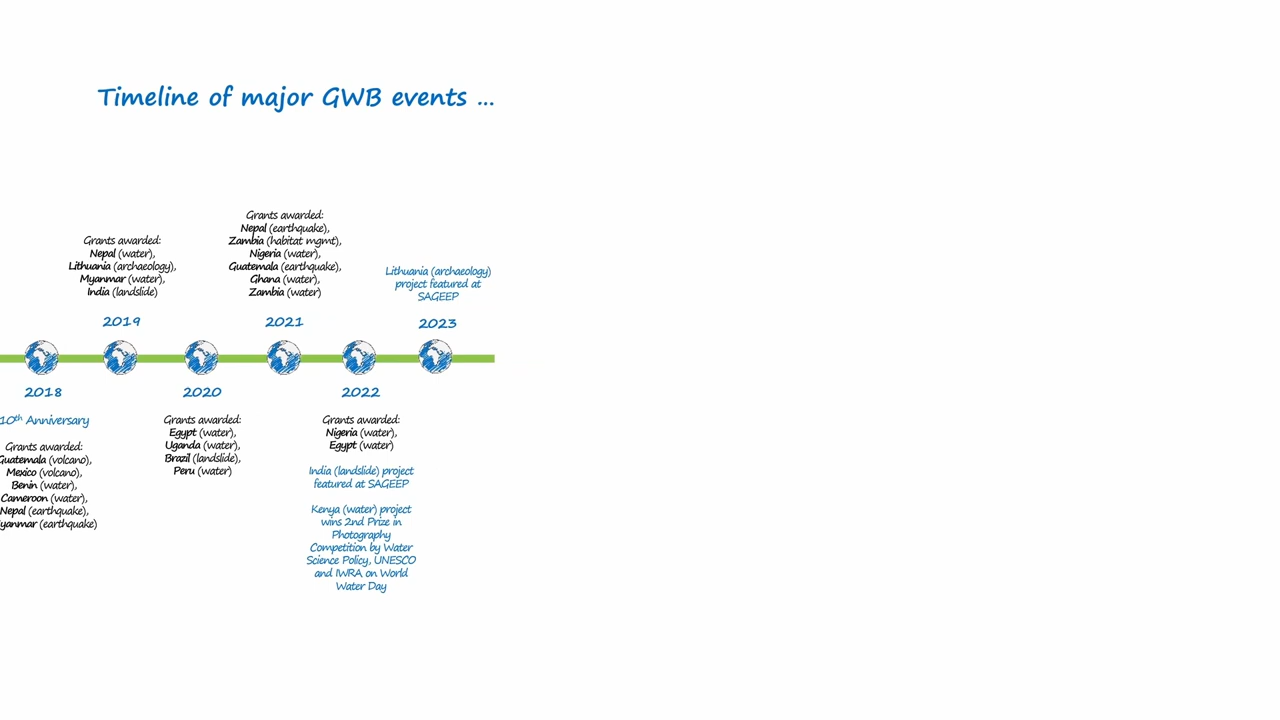 Timeline of major GWB events ...
Grants awarded:
Nepal (water),
Lithuania (archaeology),
Myanmar (water),
India (landslide)
2019
Grants awarded:
Nepal (earthquake),
Zambia (habitat mgmt),
Nigeria (water),
Guatemala (earthquake),
Ghana (water),
Zambia (water)
2021
Lithuania (archaeology)
project featured at
SAGEEP
2023
2018
10th Anniversary
Grants awarded:
Guatemala (volcano),
Mexico (volcano),
Benin (water),
Cameroon (water),
Nepal (earthquake),
yanmar (earthquake)
2020
Grants awarded:
Egypt (water),
Uganda (water),
Brazil (landslide),
Peru (water)
2022
Grants awarded:
Nigeria (water),
Egypt (water)
India (landslide) project
featured at SAGEEP
Kenya (water) project
wins 2nd Prize in
Photography
Competition by Water
Science Policy, UNESCO
and IWRA on World
Water Day